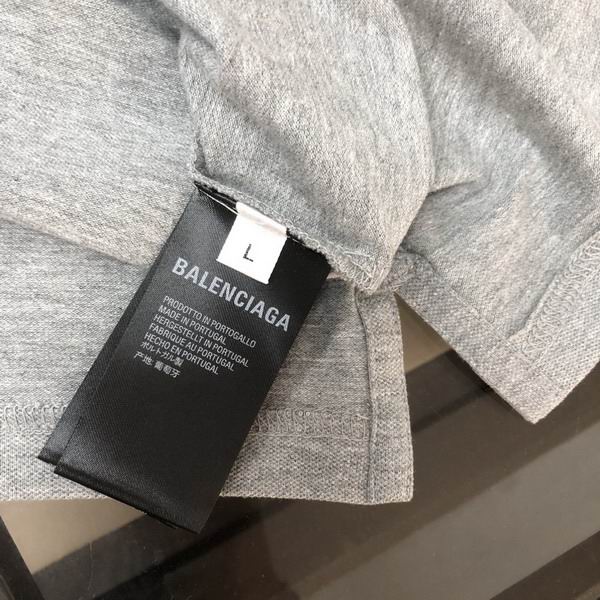 L
BALENCIAGA
PRODOTTO IN PORTOGALLO
MADE IN PORTUGAL
HERGESTELLT IN PORTUGAL
FABRIQUÉ AU PORTUGAL
HECHO EN PORTUGAL
ポルトガル製
产地:葡萄牙